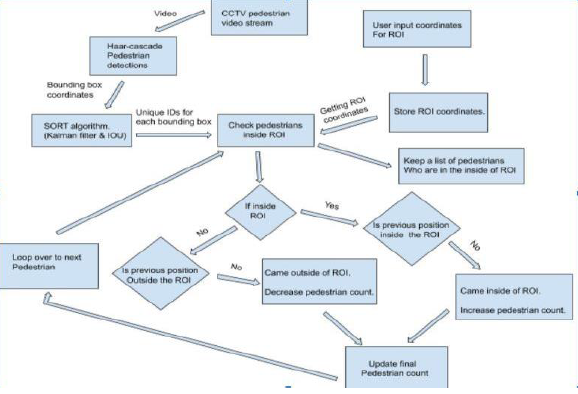 Video
CCTV pedestrian
video stream
User input coordinates
For ROI
Haar-cascade
Pedestrian
detections
Bounding box
coordinates
Unique IDs for
each bounding box
Getting ROI
coordinates
Store ROI coordinates.
SORT algorithm.
(Kalman filter & IOU)
Check pedestrians
inside ROI
Keep a list of pedestrians
Who are in the inside of ROI
If inside
ROI
Yes
Is previous position
inside the ROI
No
No
Loop over to next
Pedestrian
Is previous position
Outside the ROI
No
Came outside of ROI.
Decrease pedestrian count.
Came inside of ROI.
Increase pedestrian count.
Update final
Pedestrian count